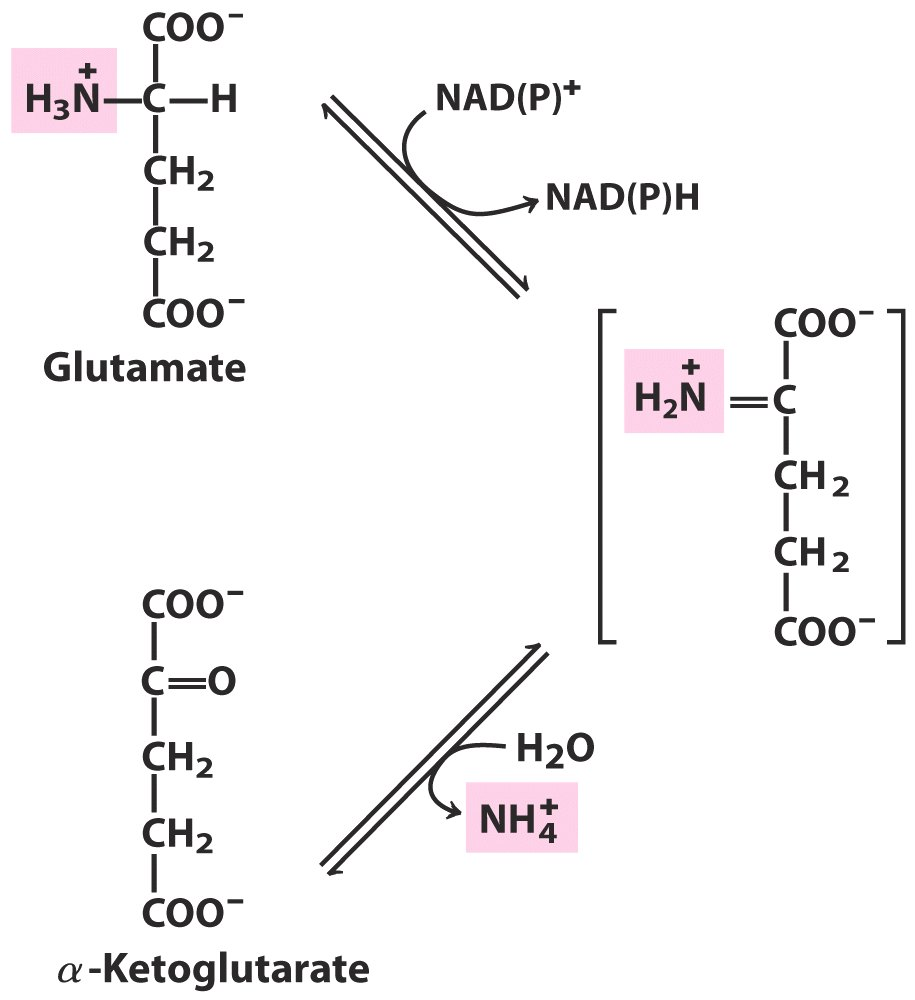 COO⁻
H₃N⁺—C—H
CH₂
CH₂
COO⁻
Glutamate
NAD(P)⁺
NAD(P)H
COO⁻
H₂N⁺=C
CH₂
CH₂
COO⁻
H₂O
NH₄⁺
COO⁻
C=O
CH₂
CH₂
COO⁻
α-Ketoglutarate